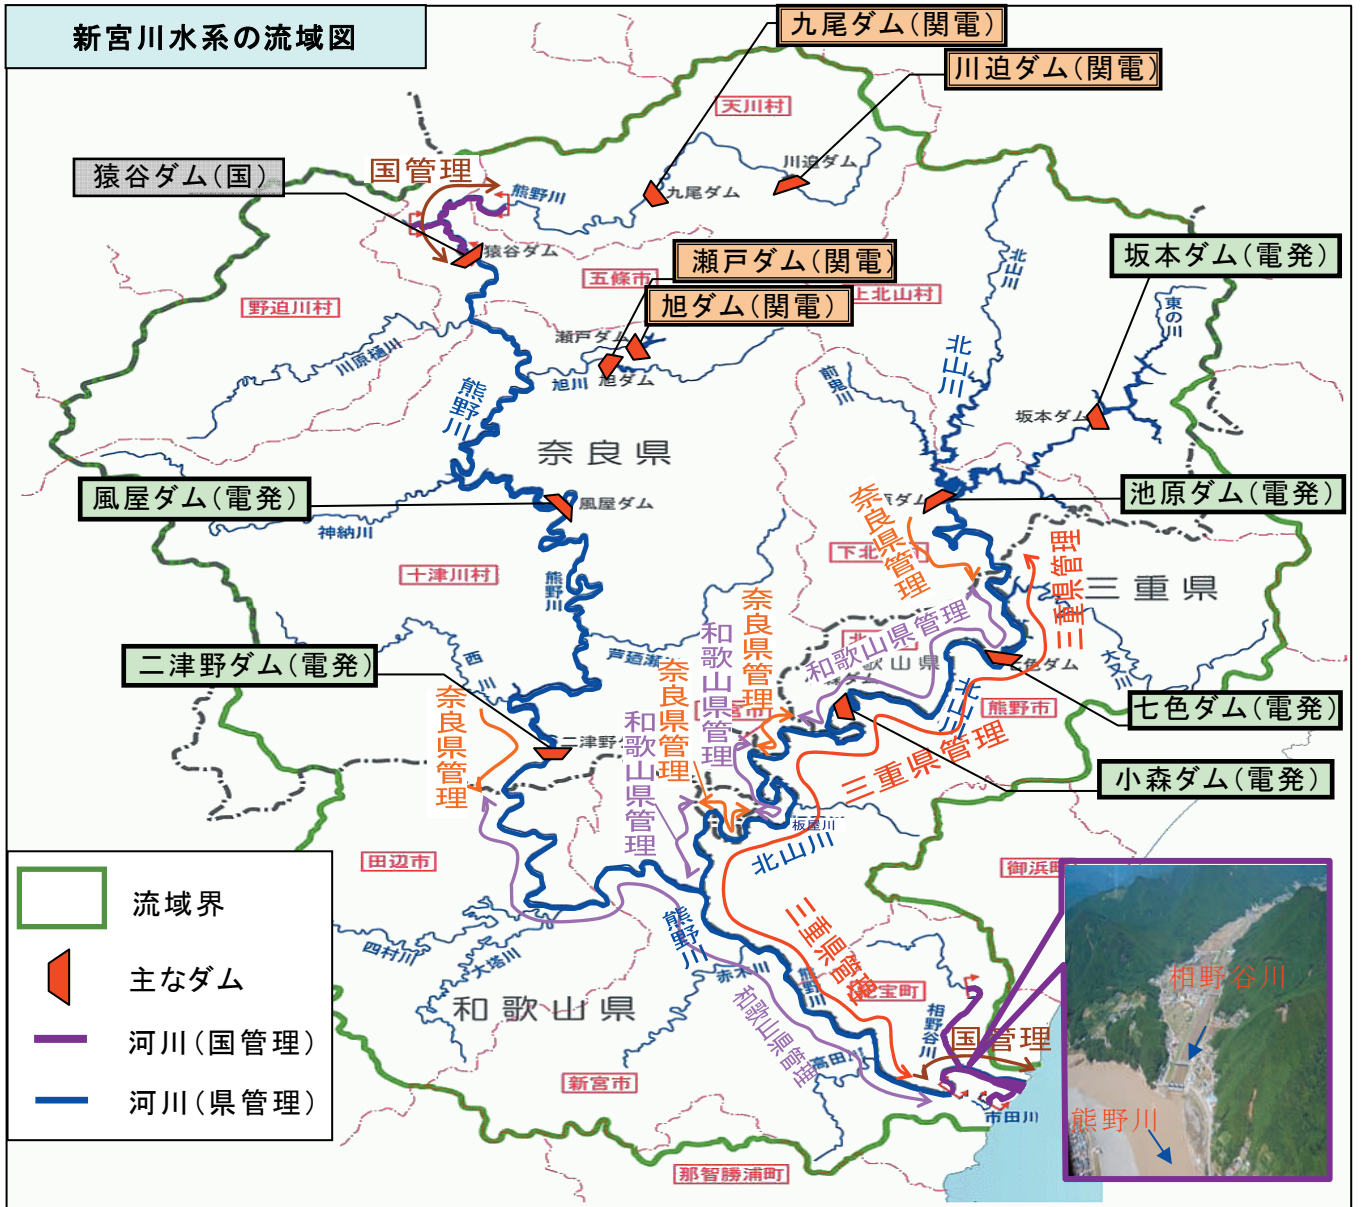 新宮川水系の流域図
九尾ダム(関電)
川迫ダム(関電)
天川村
川迫ダム
九尾ダム
猿谷ダム(国)
国管理
熊野川
猿谷ダム
瀬戸ダム(関電)
坂本ダム(電発)
五條市
上北山村
旭ダム(関電)
野迫川村
北山川
東の川
瀬戸ダム
川原樋川
旭川
旭ダム
北山川
前鬼川
熊野川
坂本ダム
奈良県
風屋ダム(電発)
風屋ダム
池原ダム(電発)
神納川
奈良県管理
三重県管理
十津川村
熊野川
三重県
奈良県管理
和歌山県管理
和歌山県管理
二津野ダム(電発)
西川
奈良県管理
七色ダム(電発)
大又川
北山川
熊野市
奈良県管理
和歌山県管理
二津野
三重県管理
小森ダム(電発)
板屋川
北山川
田辺市
御浜町
流域界
主なダム
河川(国管理)
河川(県管理)
四村川
大塔川
熊野川
赤木川
熊野川
三重県管理
和歌山県
和歌山県管理
相野谷川
国管理
高田川
新宮市
市田川
那智勝浦町
相野谷川
熊野川